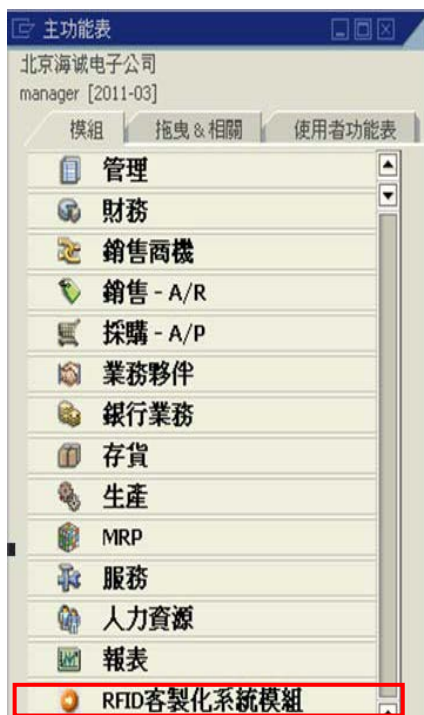 主功能表
北京海诚电子公司
manager [2011-03]
模組 拖曳&相關 使用者功能表
管理
財務
銷售商機
銷售 - A/R
採購 - A/P
業務夥伴
銀行業務
存貨
生產
MRP
服務
人力資源
報表
RFID客製化系統模組